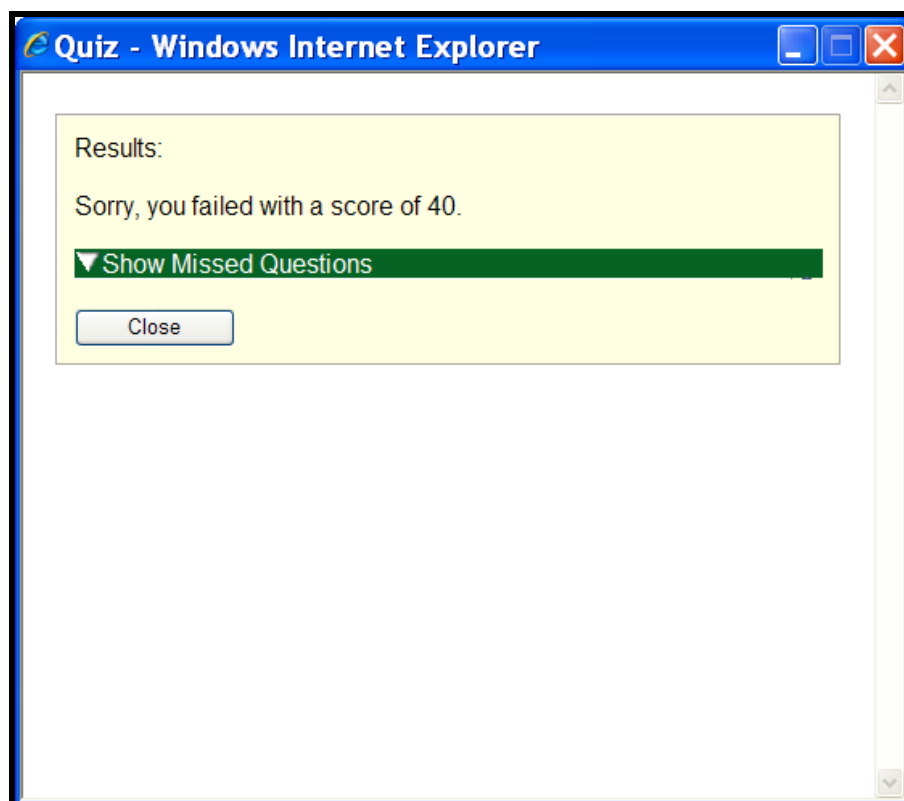 Quiz - Windows Internet Explorer
Results:
Sorry, you failed with a score of 40.
Show Missed Questions
Close